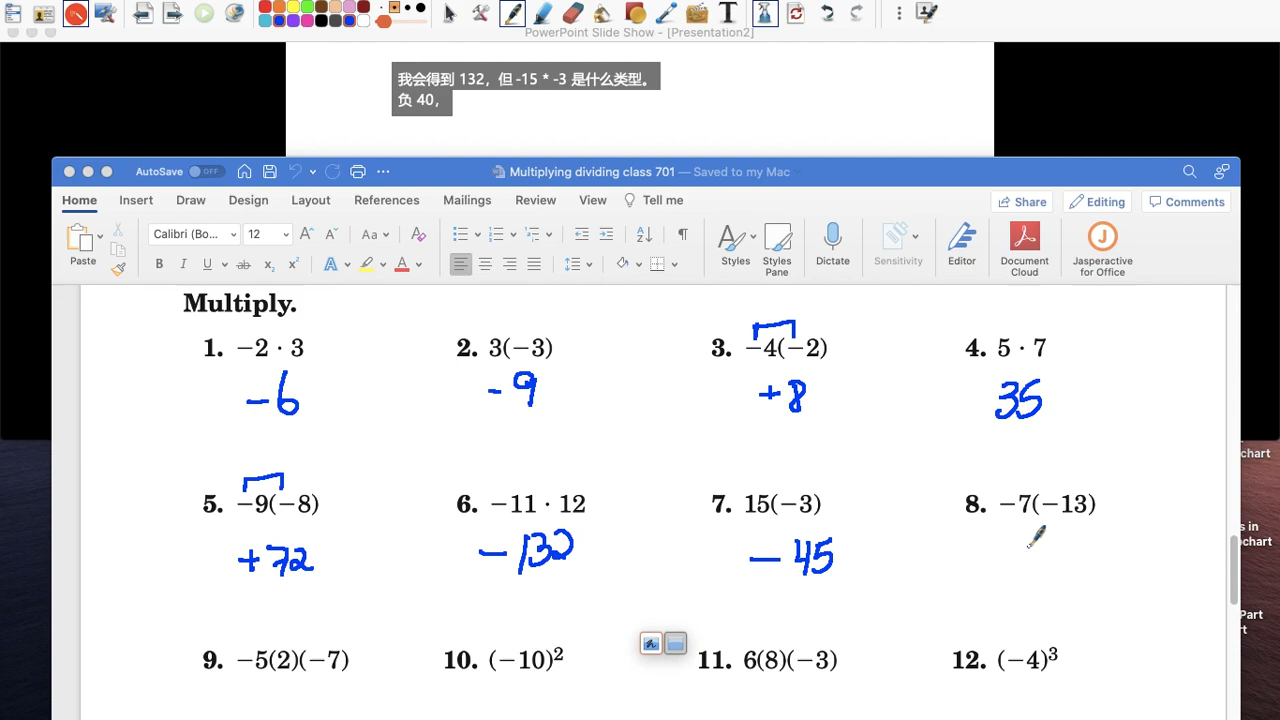 PowerPoint Slide Show - [Presentation2]
我会得到 132，但 -15 * -3 是什么类型。
负 40，
AutoSave OFF
Multiplying dividing class 701 — Saved to my Mac
Home Insert Draw Design Layout References Mailings Review View Tell me
Share Editing Comments
Calibri (Bo... 12
Paste
Styles
Styles Pane
Dictate
Sensitivity
Editor
Document Cloud
Jasperactive for Office
Multiply.
1. −2 · 3 2. 3(−3) 3. −4(−2) 4. 5 · 7
−6 -9 +8 35
chart
5. −9(−8) 6. −11 · 12 7. 15(−3) 8. −7(−13)
+72 −132 −45
s in
ochart
Part
rt
9. −5(2)(−7) 10. (−10)² 11. 6(8)(−3) 12. (−4)³